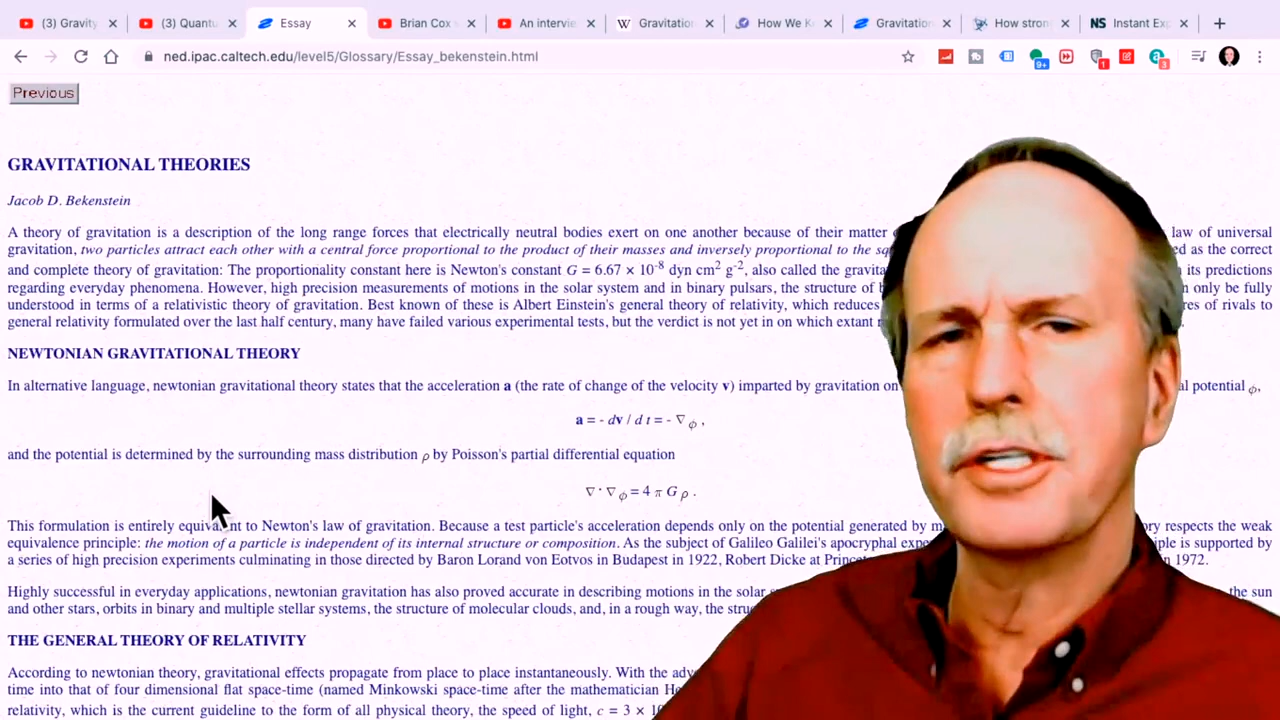 (3) Gravity
(3) Quantu
Essay
Brian Cox
An intervie
Gravitation
How We K
Gravitation
How stron
Instant Exp
ned.ipac.caltech.edu/level5/Glossary/Essay_bekenstein.html
9+
1
3
Previous
GRAVITATIONAL THEORIES
Jacob D. Bekenstein
A theory of gravitation is a description of the long range forces that electrically neutral bodies exert on one another because of their matter law of universal
gravitation, two particles attract each other with a central force proportional to the product of their masses and inversely proportional to the sq ed as the correct
and complete theory of gravitation: The proportionality constant here is Newton's constant G = 6.67 × 10⁻⁸ dyn cm² g⁻², also called the gravita its predictions
regarding everyday phenomena. However, high precision measurements of motions in the solar system and in binary pulsars, the structure of b n only be fully
understood in terms of a relativistic theory of gravitation. Best known of these is Albert Einstein's general theory of relativity, which reduces res of rivals to
general relativity formulated over the last half century, many have failed various experimental tests, but the verdict is not yet in on which extant
NEWTONIAN GRAVITATIONAL THEORY
In alternative language, newtonian gravitational theory states that the acceleration a (the rate of change of the velocity v) imparted by gravitation on al potential ϕ,
a = - dv / d t = - ∇ϕ ,
and the potential is determined by the surrounding mass distribution ρ by Poisson's partial differential equation
∇ · ∇ϕ = 4 π G ρ .
This formulation is entirely equiva nt to Newton's law of gravitation. Because a test particle's acceleration depends only on the potential generated by m ory respects the weak
equivalence principle: the motion of a particle is independent of its internal structure or composition. As the subject of Galileo Galilei's apocryphal expe iple is supported by
a series of high precision experiments culminating in those directed by Baron Lorand von Eotvos in Budapest in 1922, Robert Dicke at Prince in 1972.
Highly successful in everyday applications, newtonian gravitation has also proved accurate in describing motions in the solar s , the sun
and other stars, orbits in binary and multiple stellar systems, the structure of molecular clouds, and, in a rough way, the stru
THE GENERAL THEORY OF RELATIVITY
According to newtonian theory, gravitational effects propagate from place to place instantaneously. With the adv
time into that of four dimensional flat space-time (named Minkowski space-time after the mathematician He
relativity, which is the current guideline to the form of all physical theory, the speed of light, c = 3 × 10